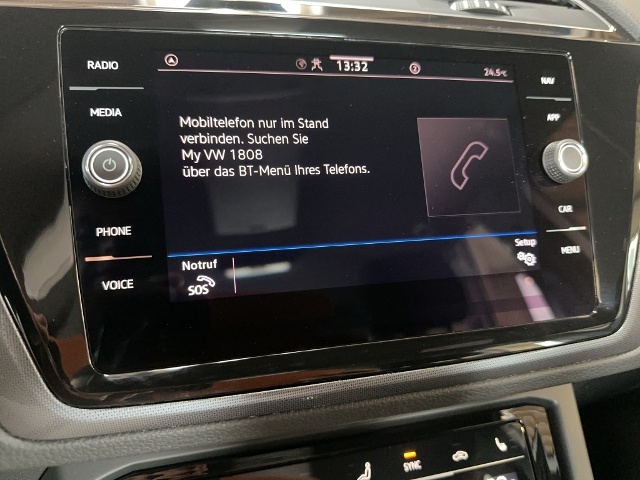 RADIO
MEDIA
PHONE
VOICE
13:32
24.5°C
Mobiltelefon nur im Stand
verbinden. Suchen Sie
My VW 1808
über das BT-Menü Ihres Telefons.
Notruf
SOS
Setup
NAV
APP
CAR
MENU
SYNC